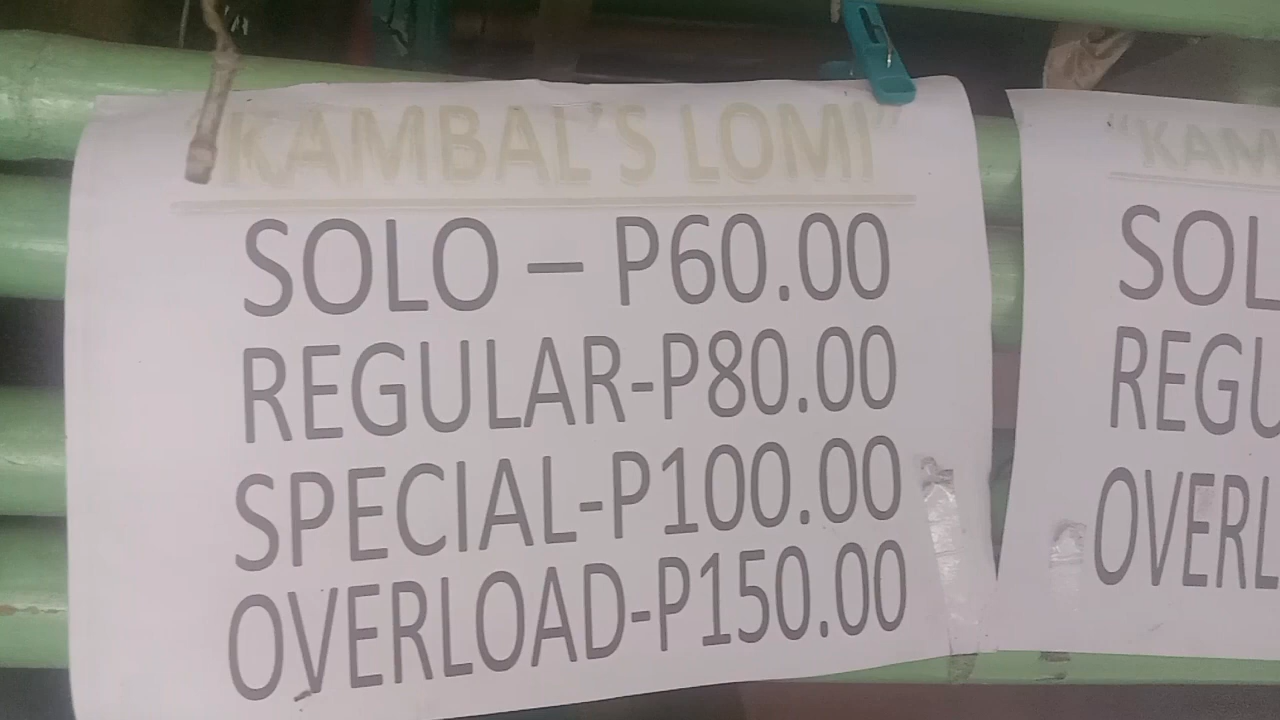 "KAMBAL'S LOMI"
SOLO – P60.00
REGULAR-P80.00
SPECIAL-P100.00
OVERLOAD-P150.00
"KAM
SOL
REGU
OVERL